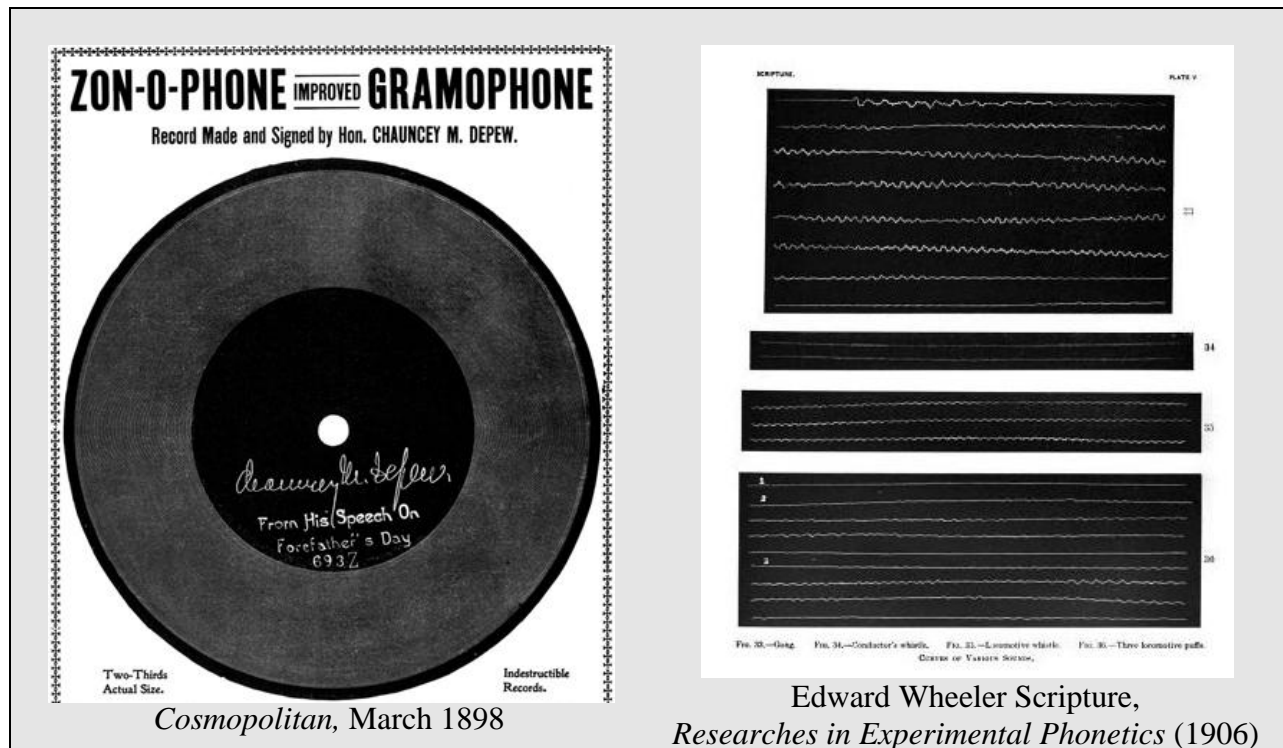 ZON-O-PHONE IMPROVED GRAMOPHONE
Record Made and Signed by Hon. CHAUNCEY M. DEPEW.
Chauncey M. Depew.
From His Speech On
Forefather's Day
693Z
Two-Thirds
Actual Size.
Indestructible
Records.
Cosmopolitan, March 1898
SCRIPTURE.
PLATE V
33
34
35
1
2
3
36
FIG. 33.—Gong. FIG. 34.—Conductor's whistle. FIG. 35.—Locomotive whistle. FIG. 36.—Three locomotive puffs.
CURVES OF VARIOUS SOUNDS.
Edward Wheeler Scripture,
Researches in Experimental Phonetics (1906)